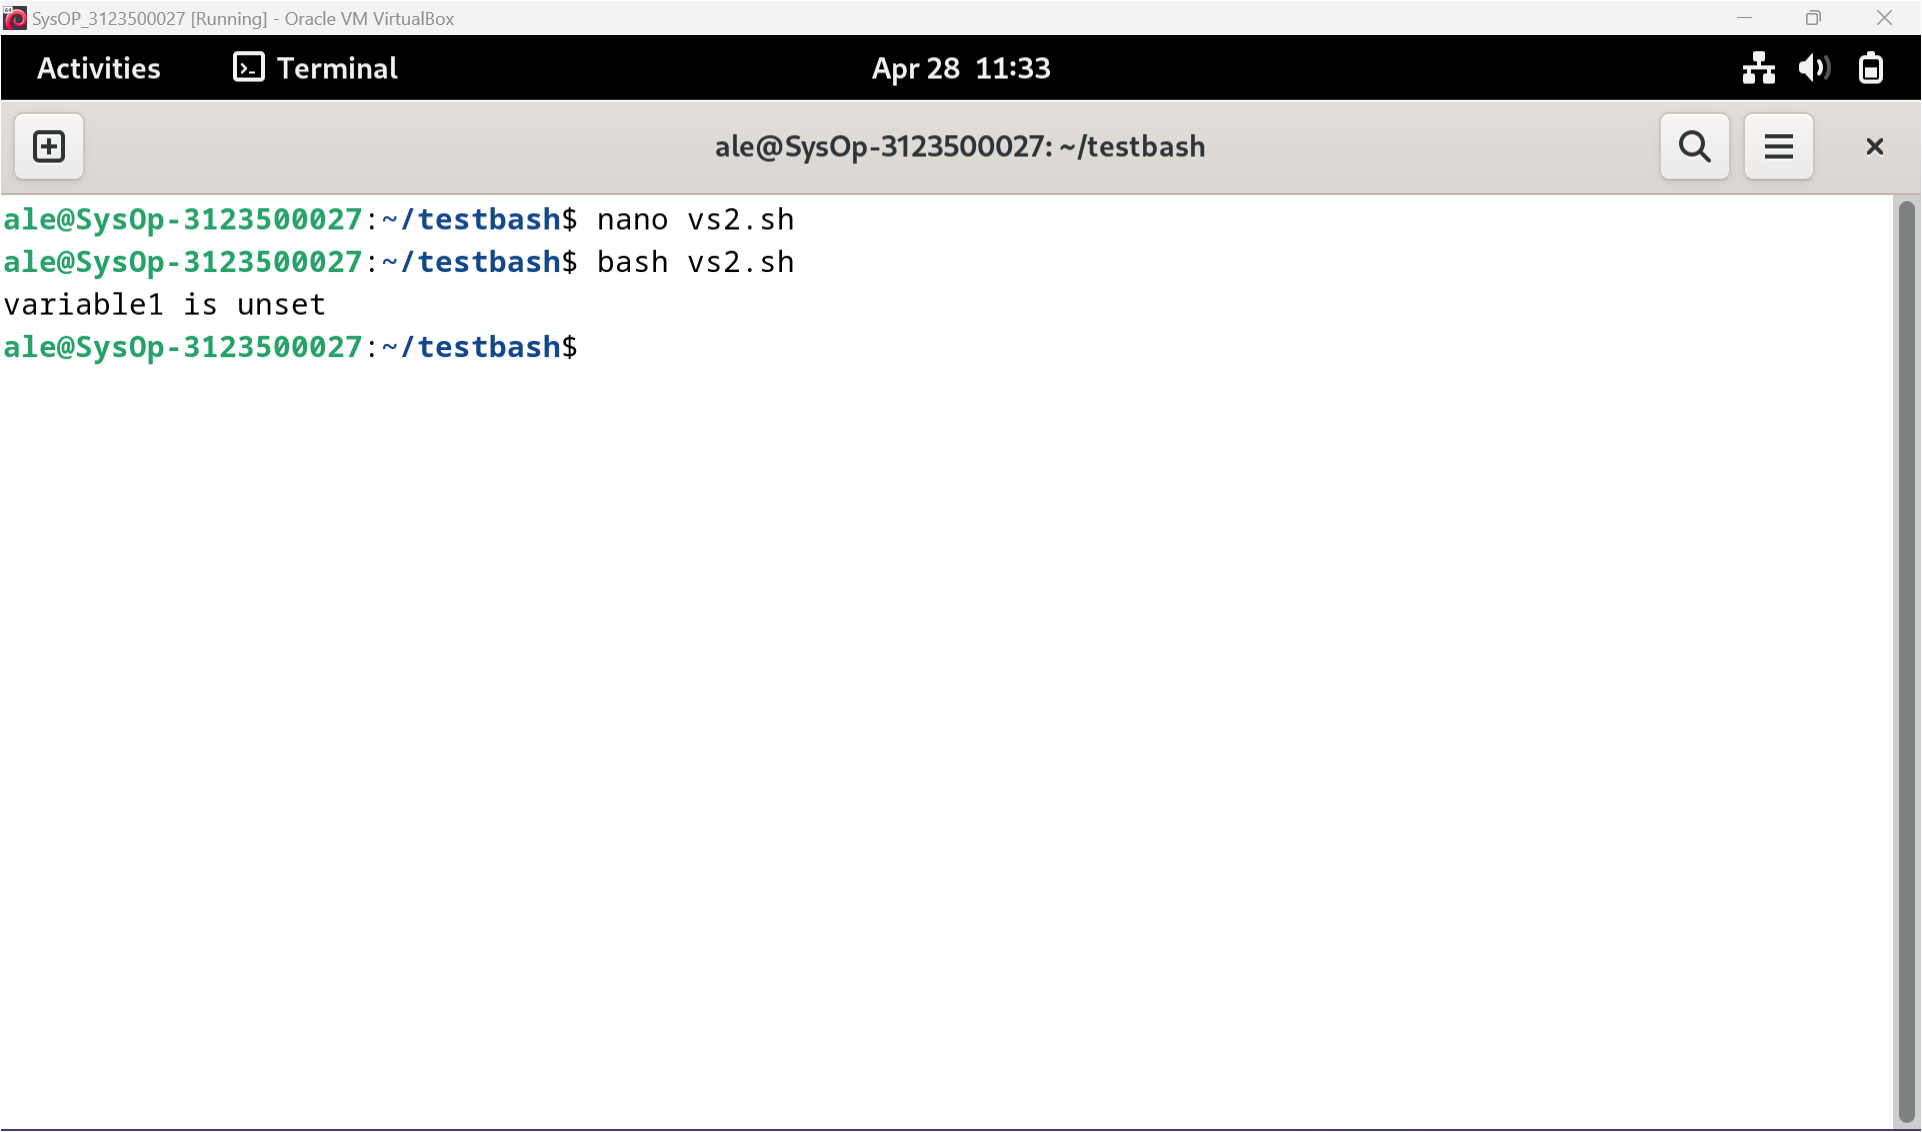 SysOP_3123500027 [Running] - Oracle VM VirtualBox
Activities Terminal Apr 28 11:33
ale@SysOp-3123500027: ~/testbash
ale@SysOp-3123500027:~/testbash$ nano vs2.sh
ale@SysOp-3123500027:~/testbash$ bash vs2.sh
variable1 is unset
ale@SysOp-3123500027:~/testbash$